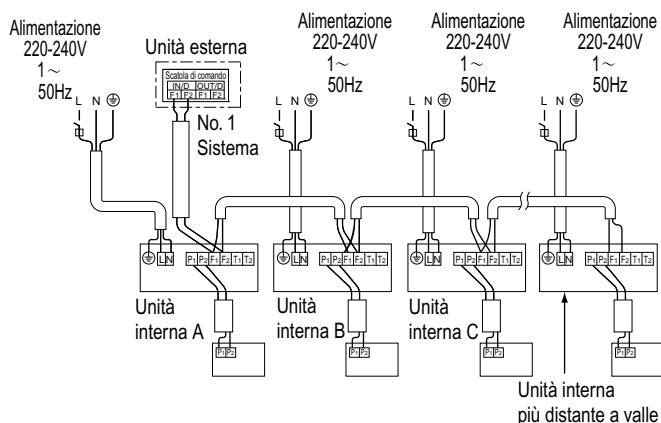 Alimentazione
220-240V
1～
50Hz
L N
Unità esterna
Scatola di comando
IN/D OUT/D
F1 F2 F1 F2
No. 1
Sistema
Alimentazione
220-240V
1～
50Hz
L N
Alimentazione
220-240V
1～
50Hz
L N
Alimentazione
220-240V
1～
50Hz
L N
L N
P1 P2 F1 F2 T1 T2
L N
P1 P2 F1 F2 T1 T2
L N
P1 P2 F1 F2 T1 T2
L N
P1 P2 F1 F2 T1 T2
Unità
interna A
Unità
interna B
Unità
interna C
P1 P2
P1 P2
P1 P2
P1 P2
Unità interna
più distante a valle